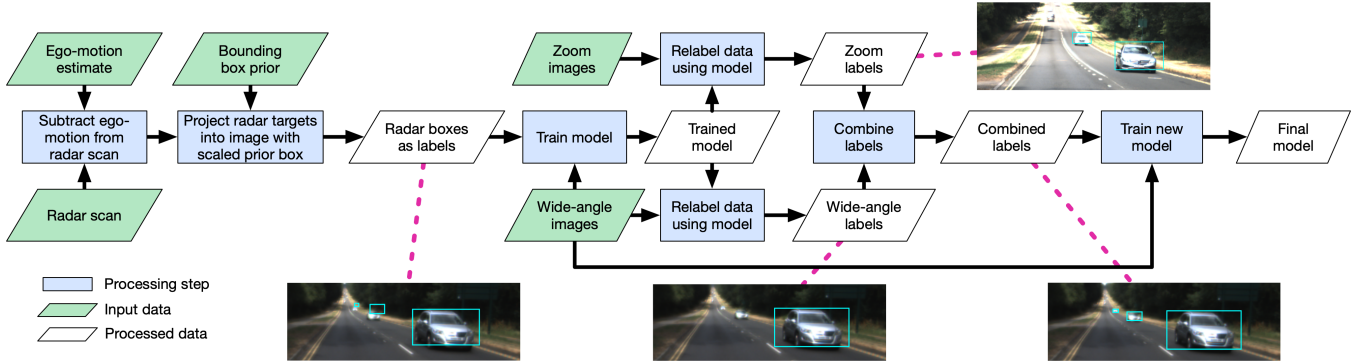 Ego-motion
estimate
Bounding
box prior
Zoom
images
Relabel data
using model
Zoom
labels
Subtract ego-
motion from
radar scan
Project radar targets
into image with
scaled prior box
Radar boxes
as labels
Train model
Trained
model
Combine
labels
Combined
labels
Train new
model
Final
model
Radar scan
Wide-angle
images
Relabel data
using model
Wide-angle
labels
Processing step
Input data
Processed data